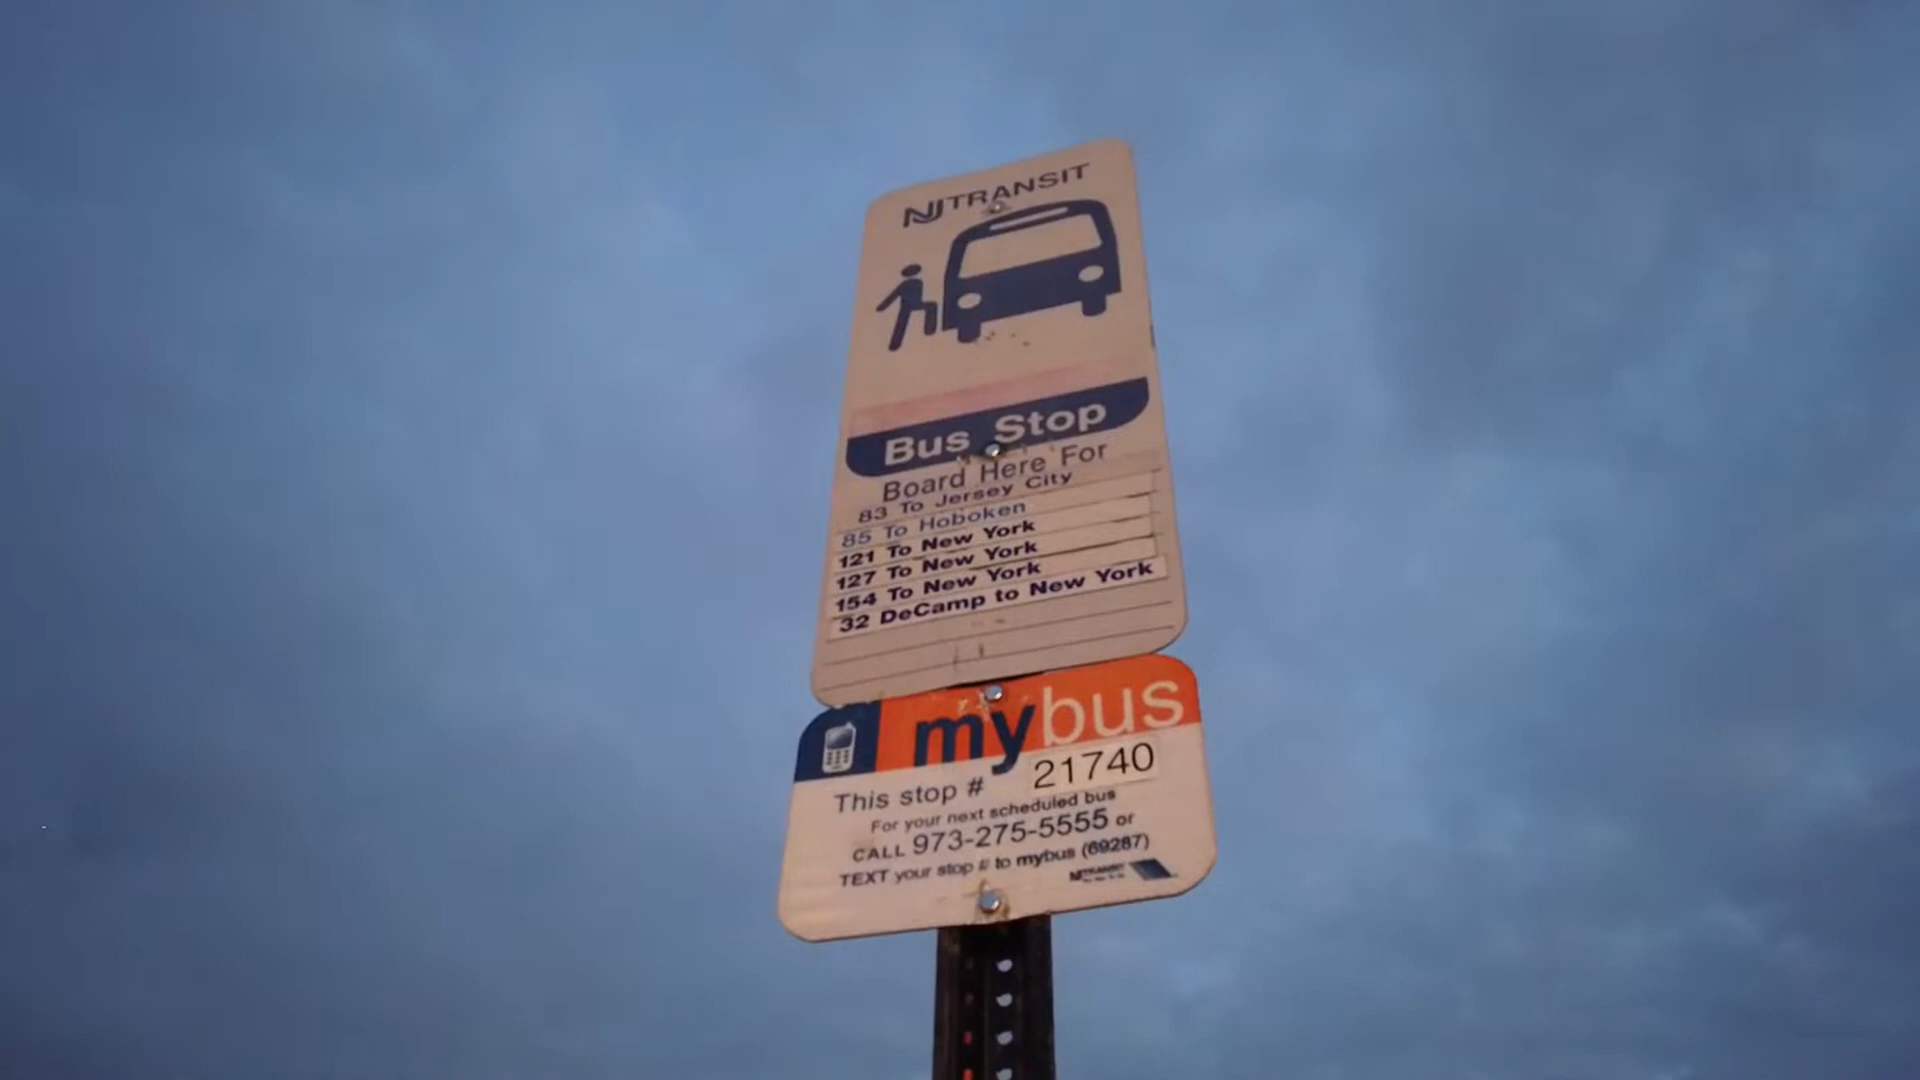 NJTRANSIT
Bus Stop
Board Here For
83 To Jersey City
85 To Hoboken
121 To New York
127 To New York
154 To New York
32 DeCamp to New York
mybus
This stop # 21740
For your next scheduled bus
CALL 973-275-5555 or
TEXT your stop # to mybus (69287)
NJTRANSIT